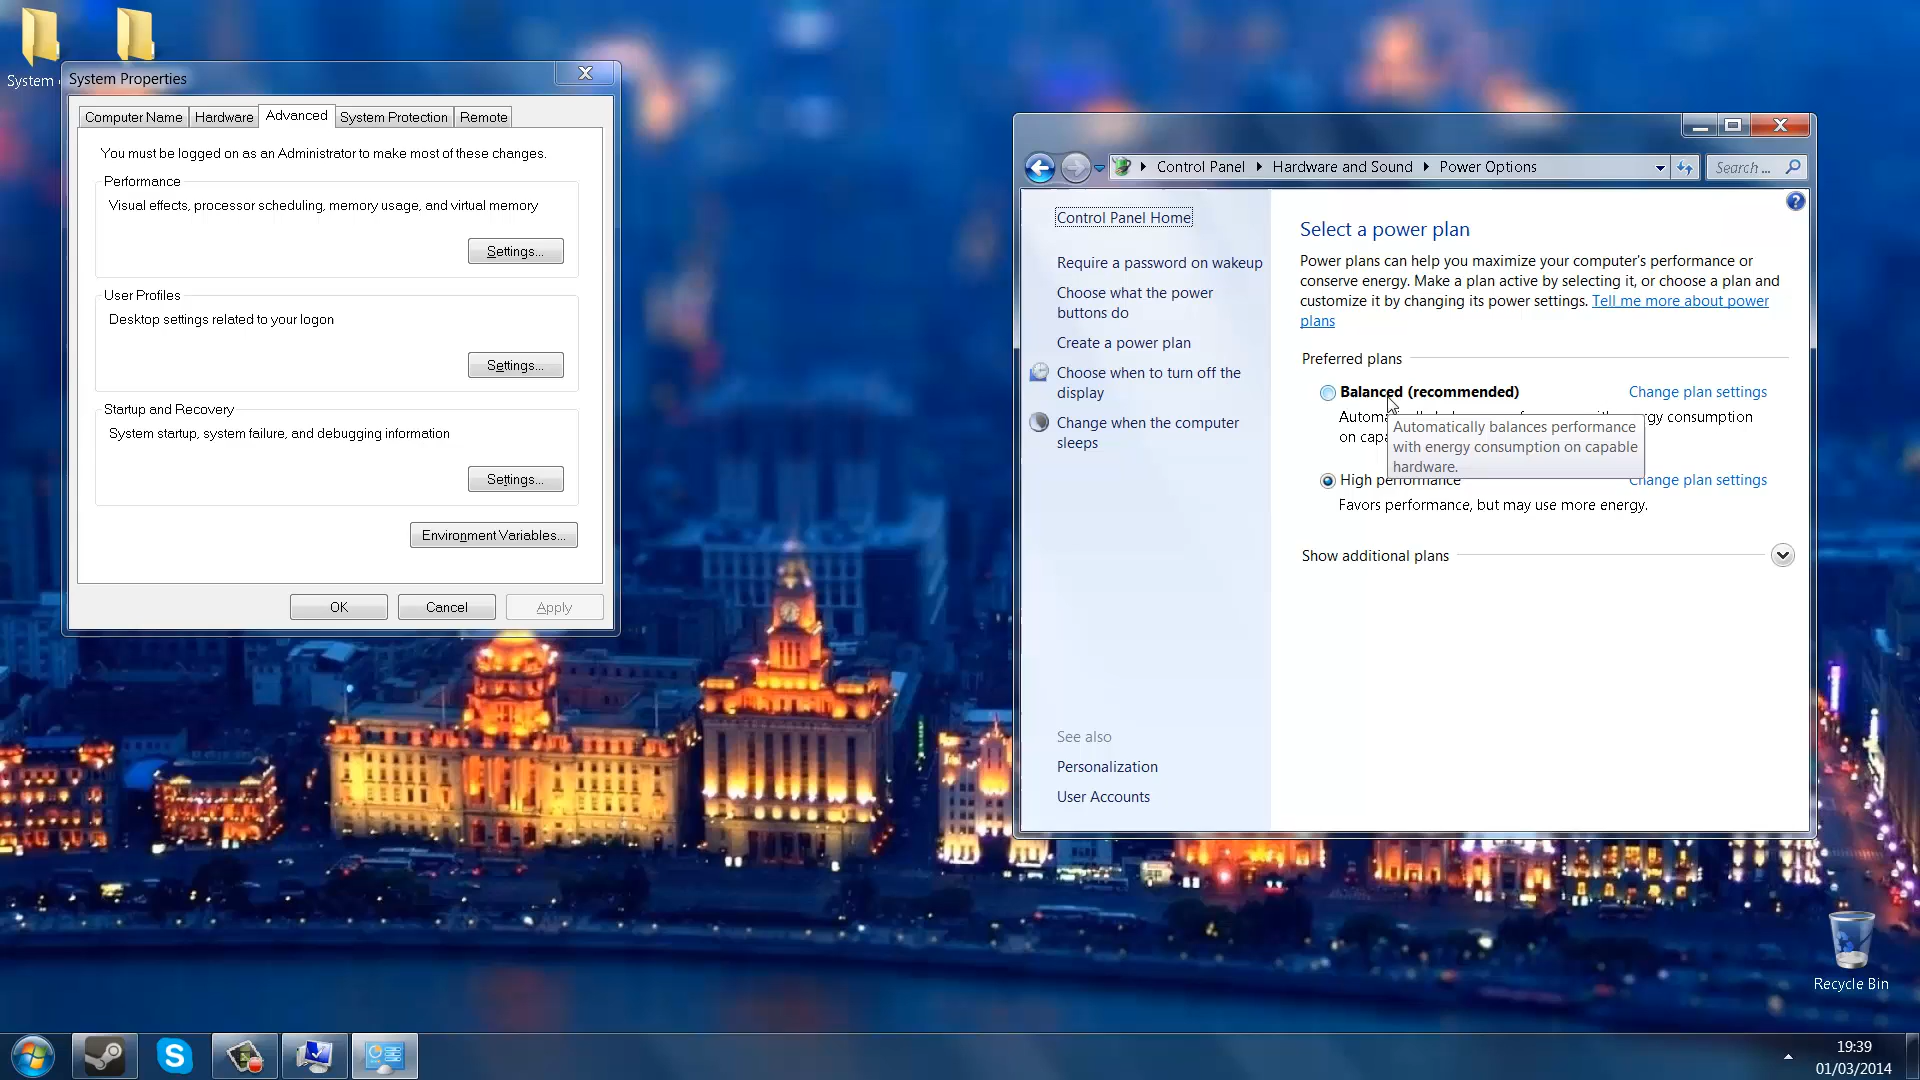 System
System Properties
Computer Name
Hardware
Advanced
System Protection
Remote
You must be logged on as an Administrator to make most of these changes.
Performance
Visual effects, processor scheduling, memory usage, and virtual memory
Settings...
User Profiles
Desktop settings related to your logon
Settings...
Startup and Recovery
System startup, system failure, and debugging information
Settings...
Environment Variables...
OK
Cancel
Apply
Control Panel
Hardware and Sound
Power Options
Search ...
Control Panel Home
Require a password on wakeup
Choose what the power
buttons do
Create a power plan
Choose when to turn off the
display
Change when the computer
sleeps
See also
Personalization
User Accounts
Select a power plan
Power plans can help you maximize your computer's performance or
conserve energy. Make a plan active by selecting it, or choose a plan and
customize it by changing its power settings. Tell me more about power
plans
Preferred plans
Balanced (recommended)
Change plan settings
energy consumption
Automatically balances performance
with energy consumption on capable
hardware.
High performance
Change plan settings
Favors performance, but may use more energy.
Show additional plans
Recycle Bin
19:39
01/03/2014